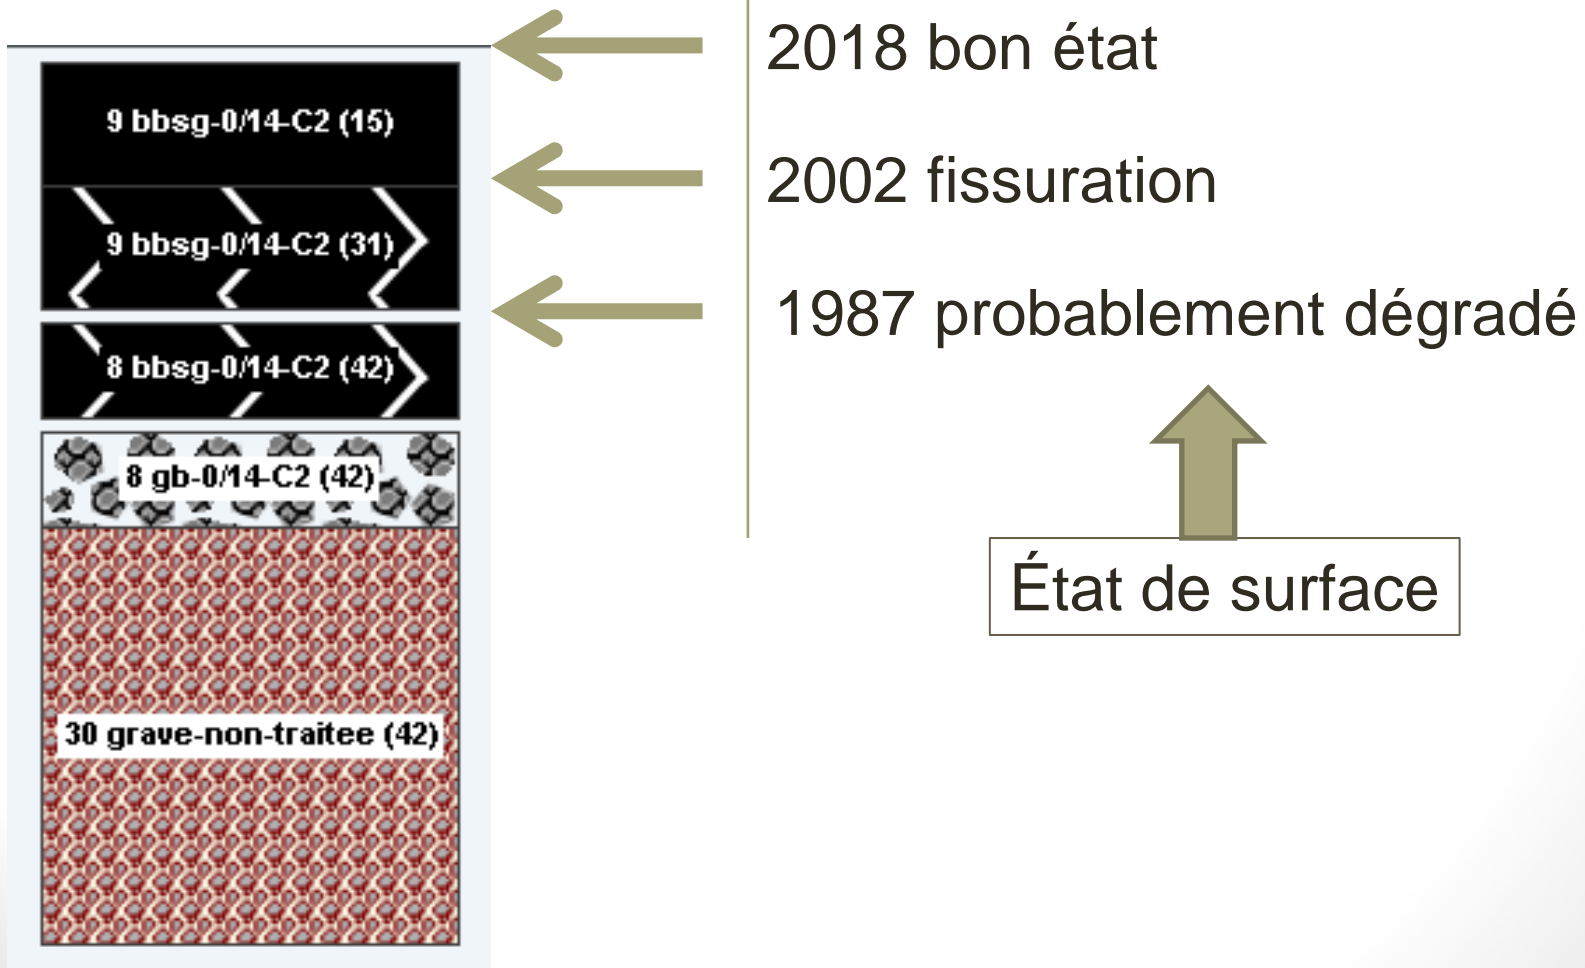 2018 bon état
9 bbsg-0/14-C2 (15)
2002 fissuration
9 bbsg-0/14-C2 (31)
1987 probablement dégradé
8 bbsg-0/14-C2 (42)
8 gb-0/14-C2 (42)
État de surface
30 grave-non-traitee (42)